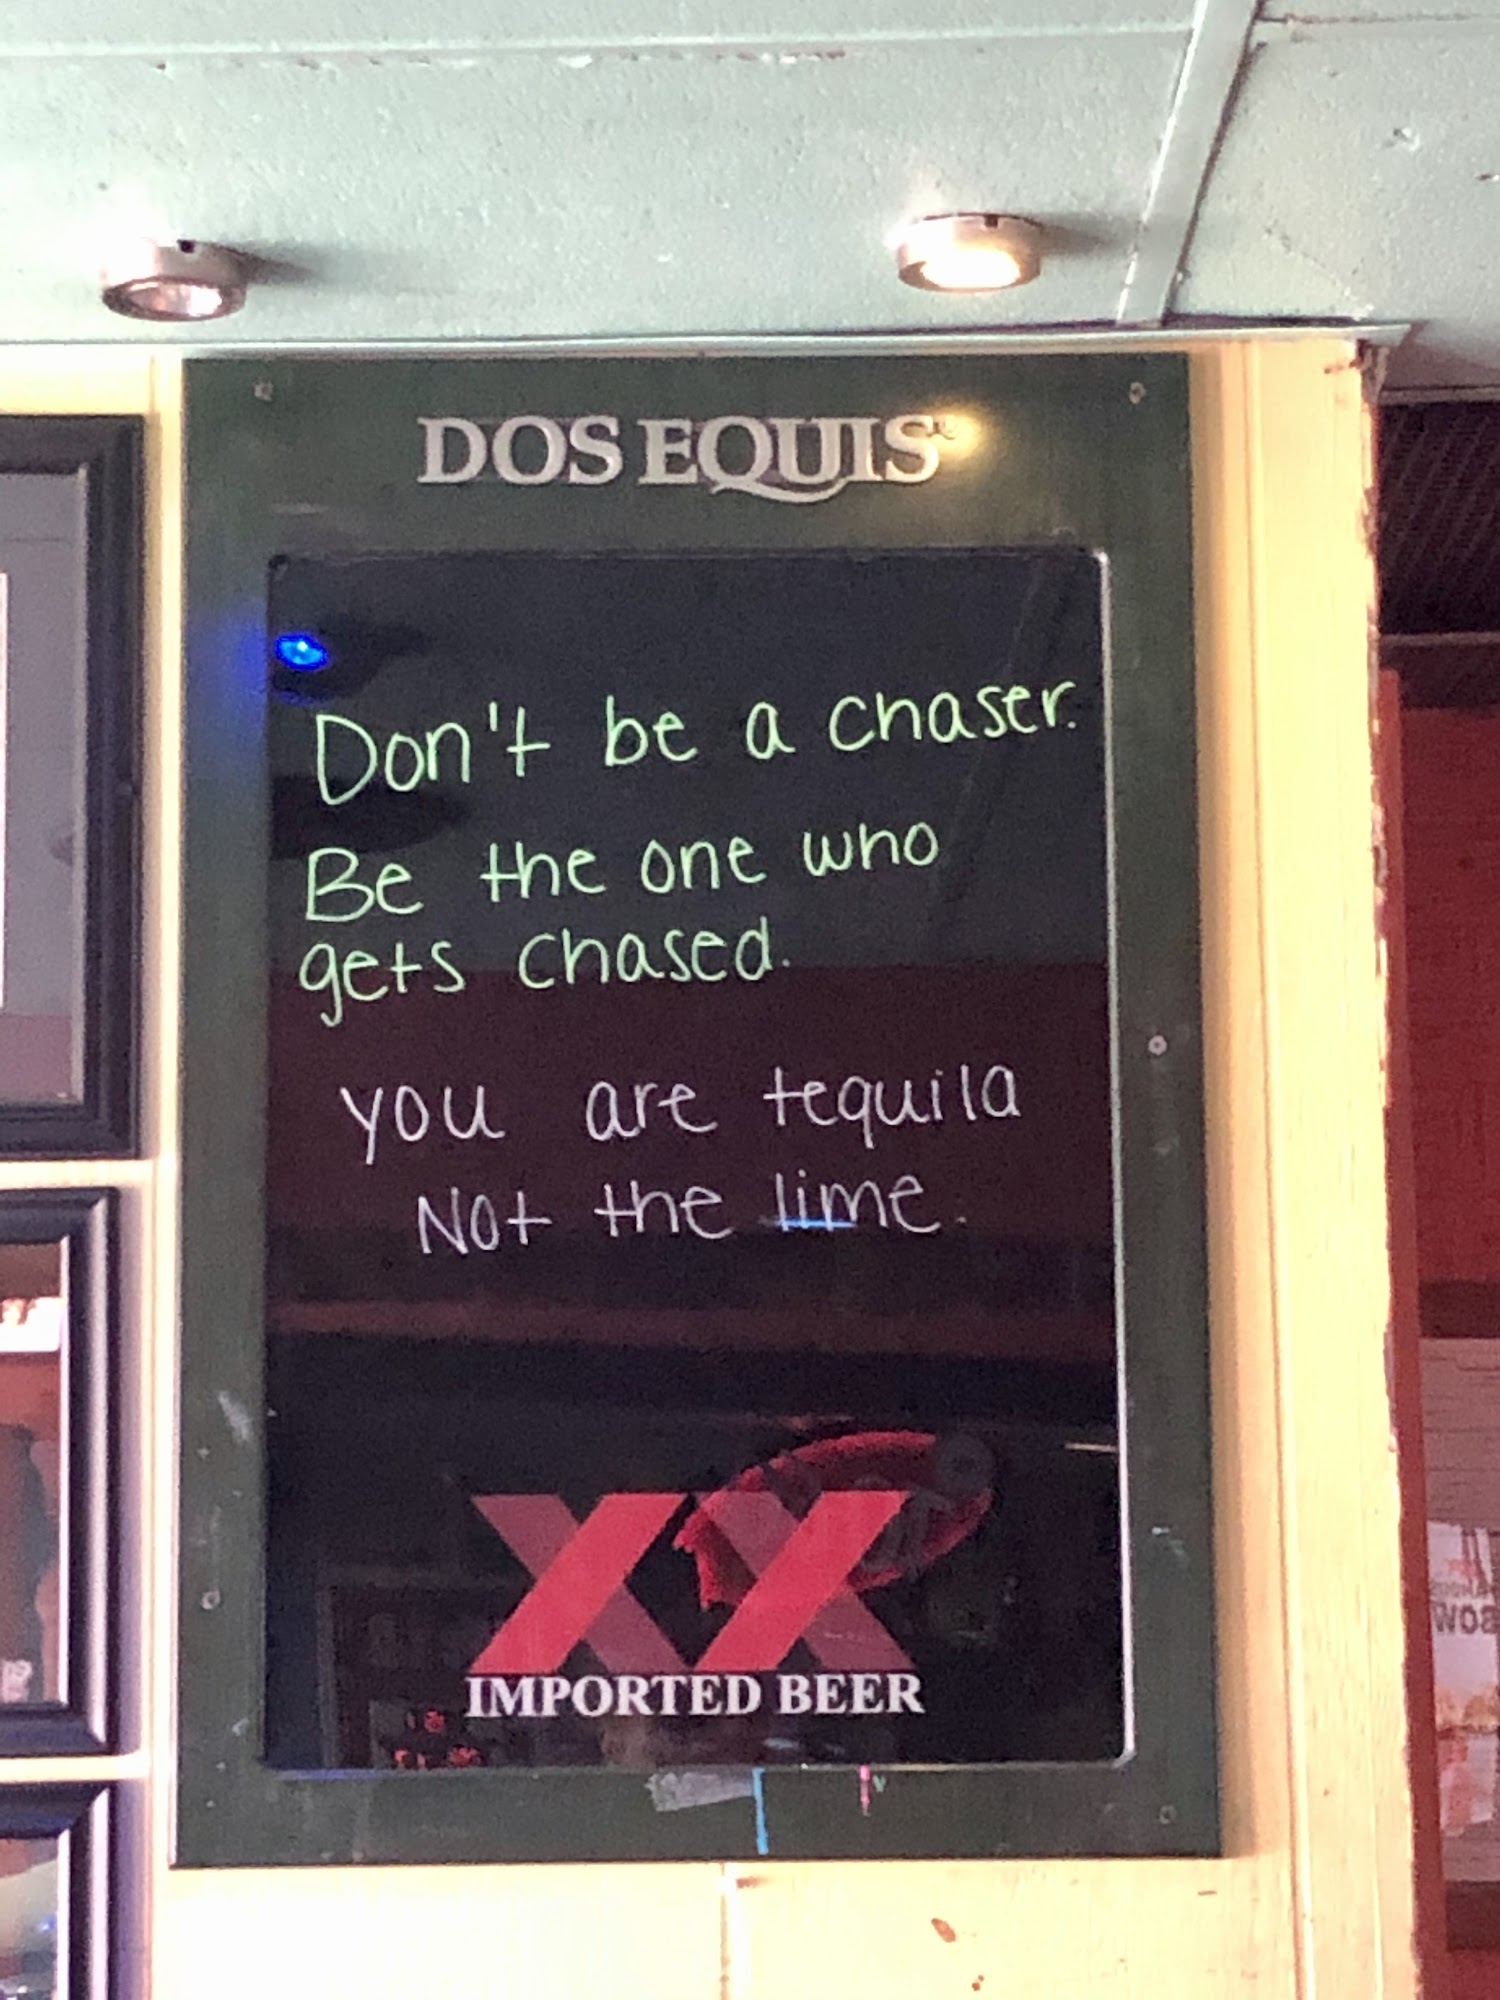 DOS EQUIS
Don't be a chaser.
Be the one who
gets chased.
you are tequila
Not the lime.
XX
IMPORTED BEER